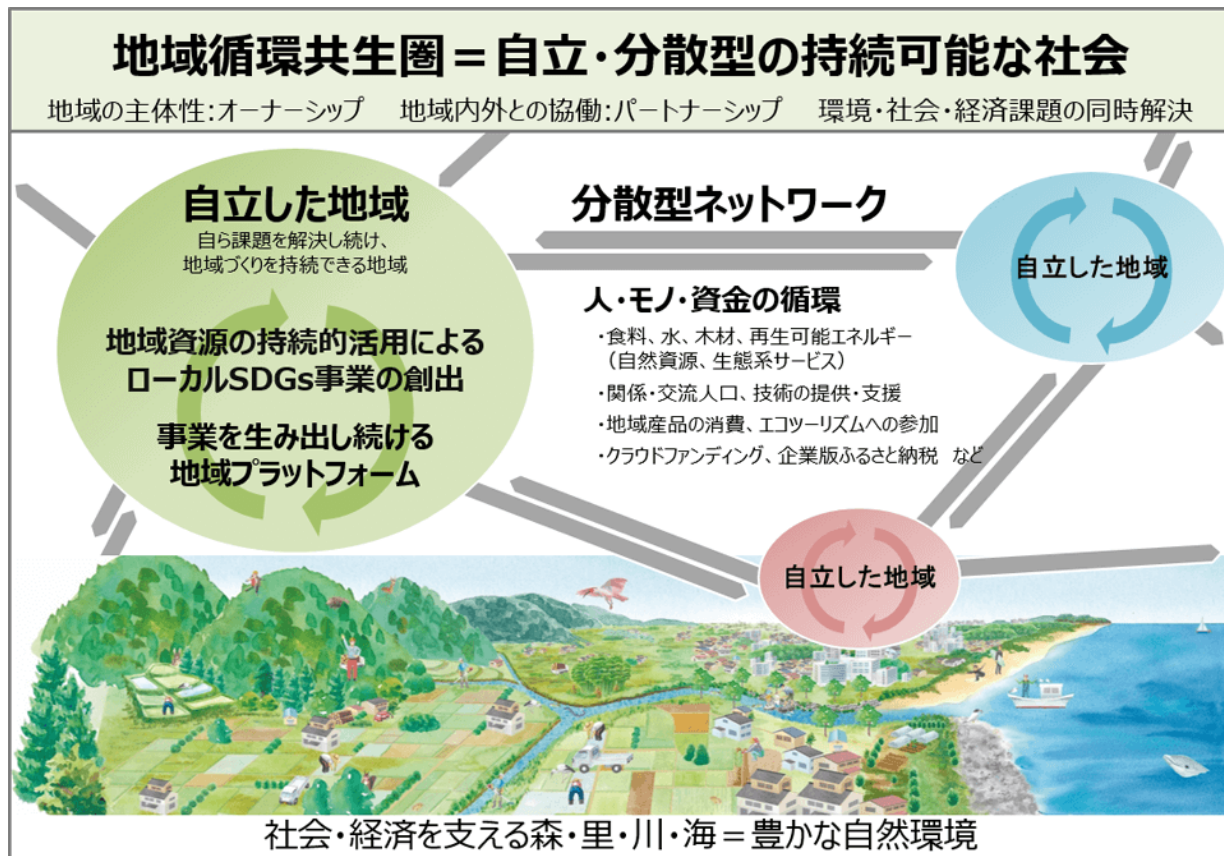 地域循環共生圏＝自立・分散型の持続可能な社会
地域の主体性:オーナーシップ　地域内外との協働:パートナーシップ　環境・社会・経済課題の同時解決
自立した地域
自ら課題を解決し続け、
地域づくりを持続できる地域
地域資源の持続的活用による
ローカルSDGs事業の創出
事業を生み出し続ける
地域プラットフォーム
分散型ネットワーク
人・モノ・資金の循環
・食料、水、木材、再生可能エネルギー
（自然資源、生態系サービス）
・関係・交流人口、技術の提供・支援
・地域産品の消費、エコツーリズムへの参加
・クラウドファンディング、企業版ふるさと納税　など
自立した地域
自立した地域
社会・経済を支える森・里・川・海＝豊かな自然環境